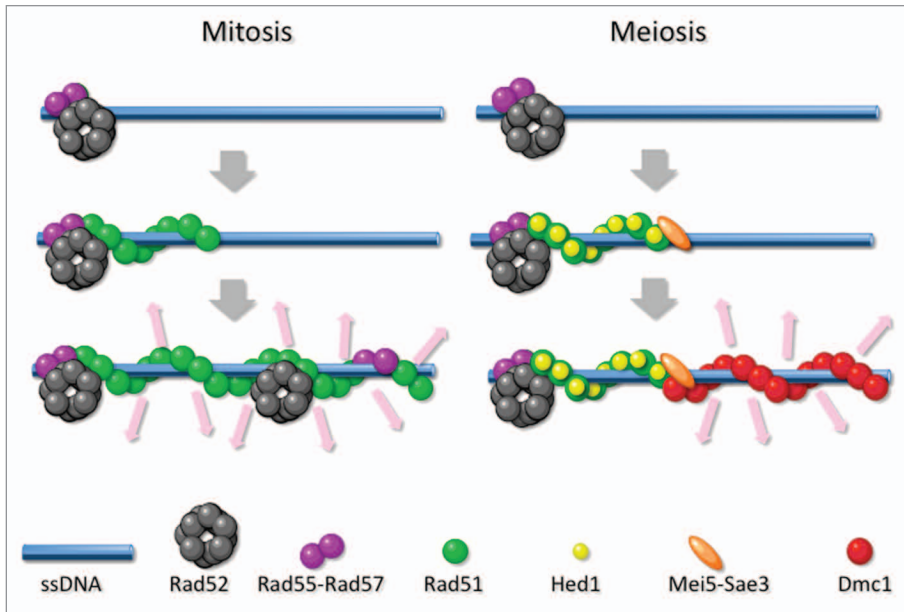 Mitosis
Meiosis
ssDNA
Rad52
Rad55-Rad57
Rad51
Hed1
Mei5-Sae3
Dmc1